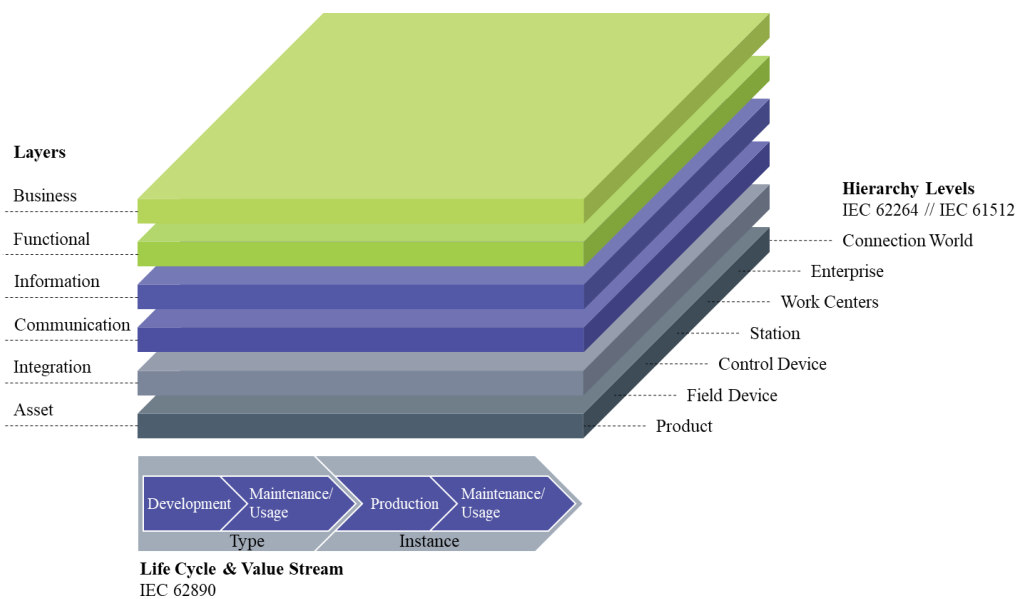 Layers
Business
Functional
Information
Communication
Integration
Asset
Hierarchy Levels
IEC 62264 // IEC 61512
Connection World
Enterprise
Work Centers
Station
Control Device
Field Device
Product
Development
Maintenance/
Usage
Production
Maintenance/
Usage
Type
Instance
Life Cycle & Value Stream
IEC 62890